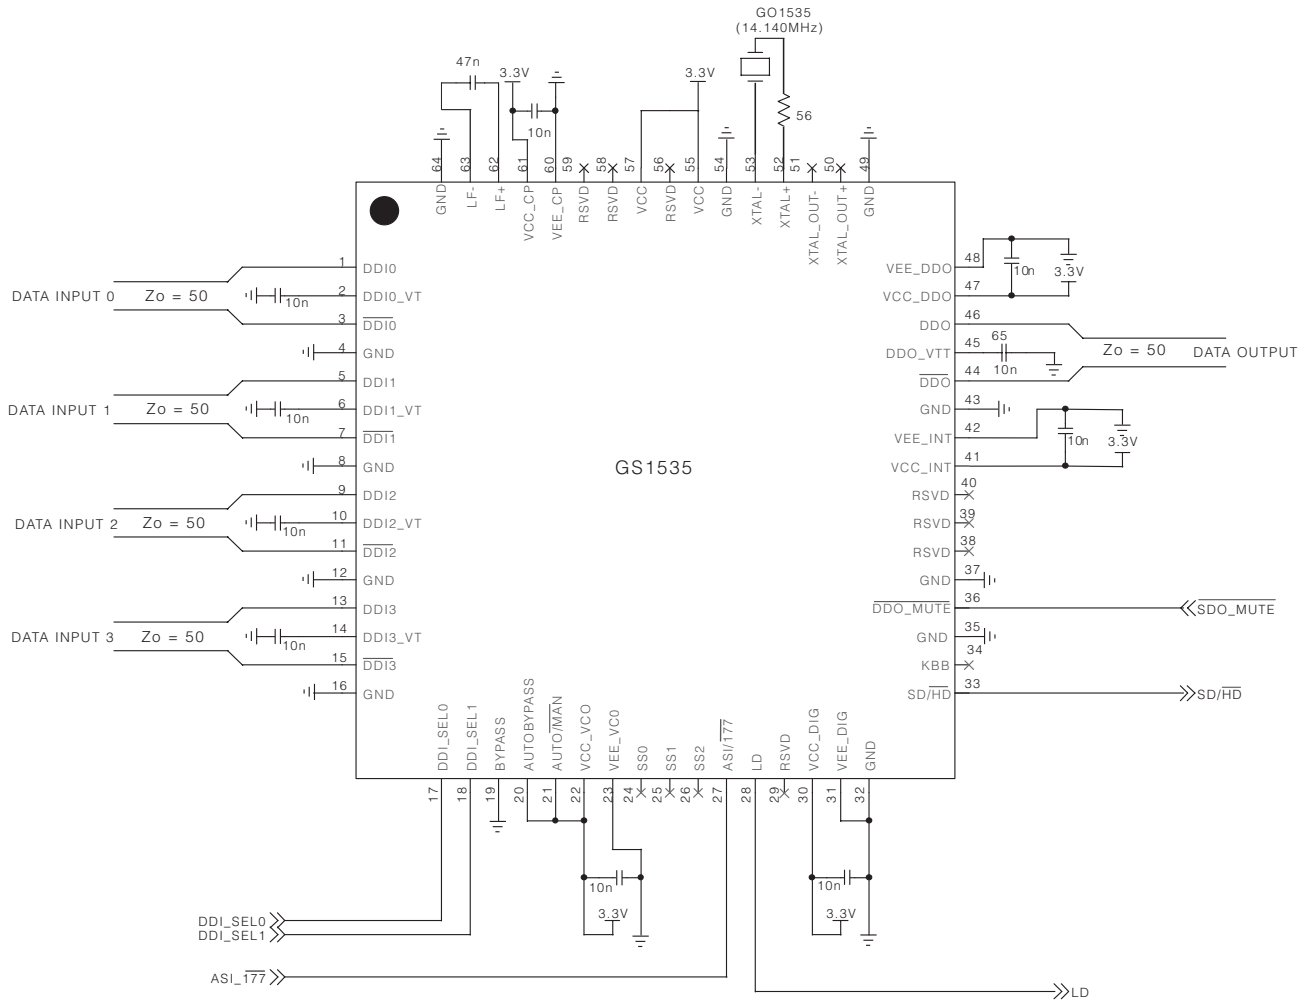 GO1535
(14.140MHz)
47n
3.3V
3.3V
10n
56
64 63 62 61 60 59 58 57 56 55 54 53 52 51 50 49
GND LF- LF+ VCC_CP VEE_CP RSVD RSVD VCC RSVD VCC GND XTAL- XTAL+ XTAL_OUT- XTAL_OUT+ GND
1 DDI0
DATA INPUT 0 Zo = 50 10n 2 DDI0_VT
3 DDI0
4 GND
5 DDI1
DATA INPUT 1 Zo = 50 10n 6 DDI1_VT
7 DDI1
8 GND
9 DDI2
DATA INPUT 2 Zo = 50 10n 10 DDI2_VT
11 DDI2
12 GND
13 DDI3
DATA INPUT 3 Zo = 50 10n 14 DDI3_VT
15 DDI3
16 GND
GS1535
VEE_DDO 48 10n 3.3V
VCC_DDO 47
DDO 46
DDO_VTT 45 65 10n Zo = 50 DATA OUTPUT
DDO 44
GND 43
VEE_INT 42 10n 3.3V
VCC_INT 41
RSVD 40
RSVD 39
RSVD 38
GND 37
DDO_MUTE 36 SDO_MUTE
GND 35
KBB 34
SD/HD 33 SD/HD
DDI_SEL0 DDI_SEL1 BYPASS AUTOBYPASS AUTO/MAN VCC_VCO VEE_VC0 SS0 SS1 SS2 ASI/177 LD RSVD VCC_DIG VEE_DIG GND
17 18 19 20 21 22 23 24 25 26 27 28 29 30 31 32
10n
10n
3.3V
3.3V
DDI_SEL0
DDI_SEL1
ASI_177
LD